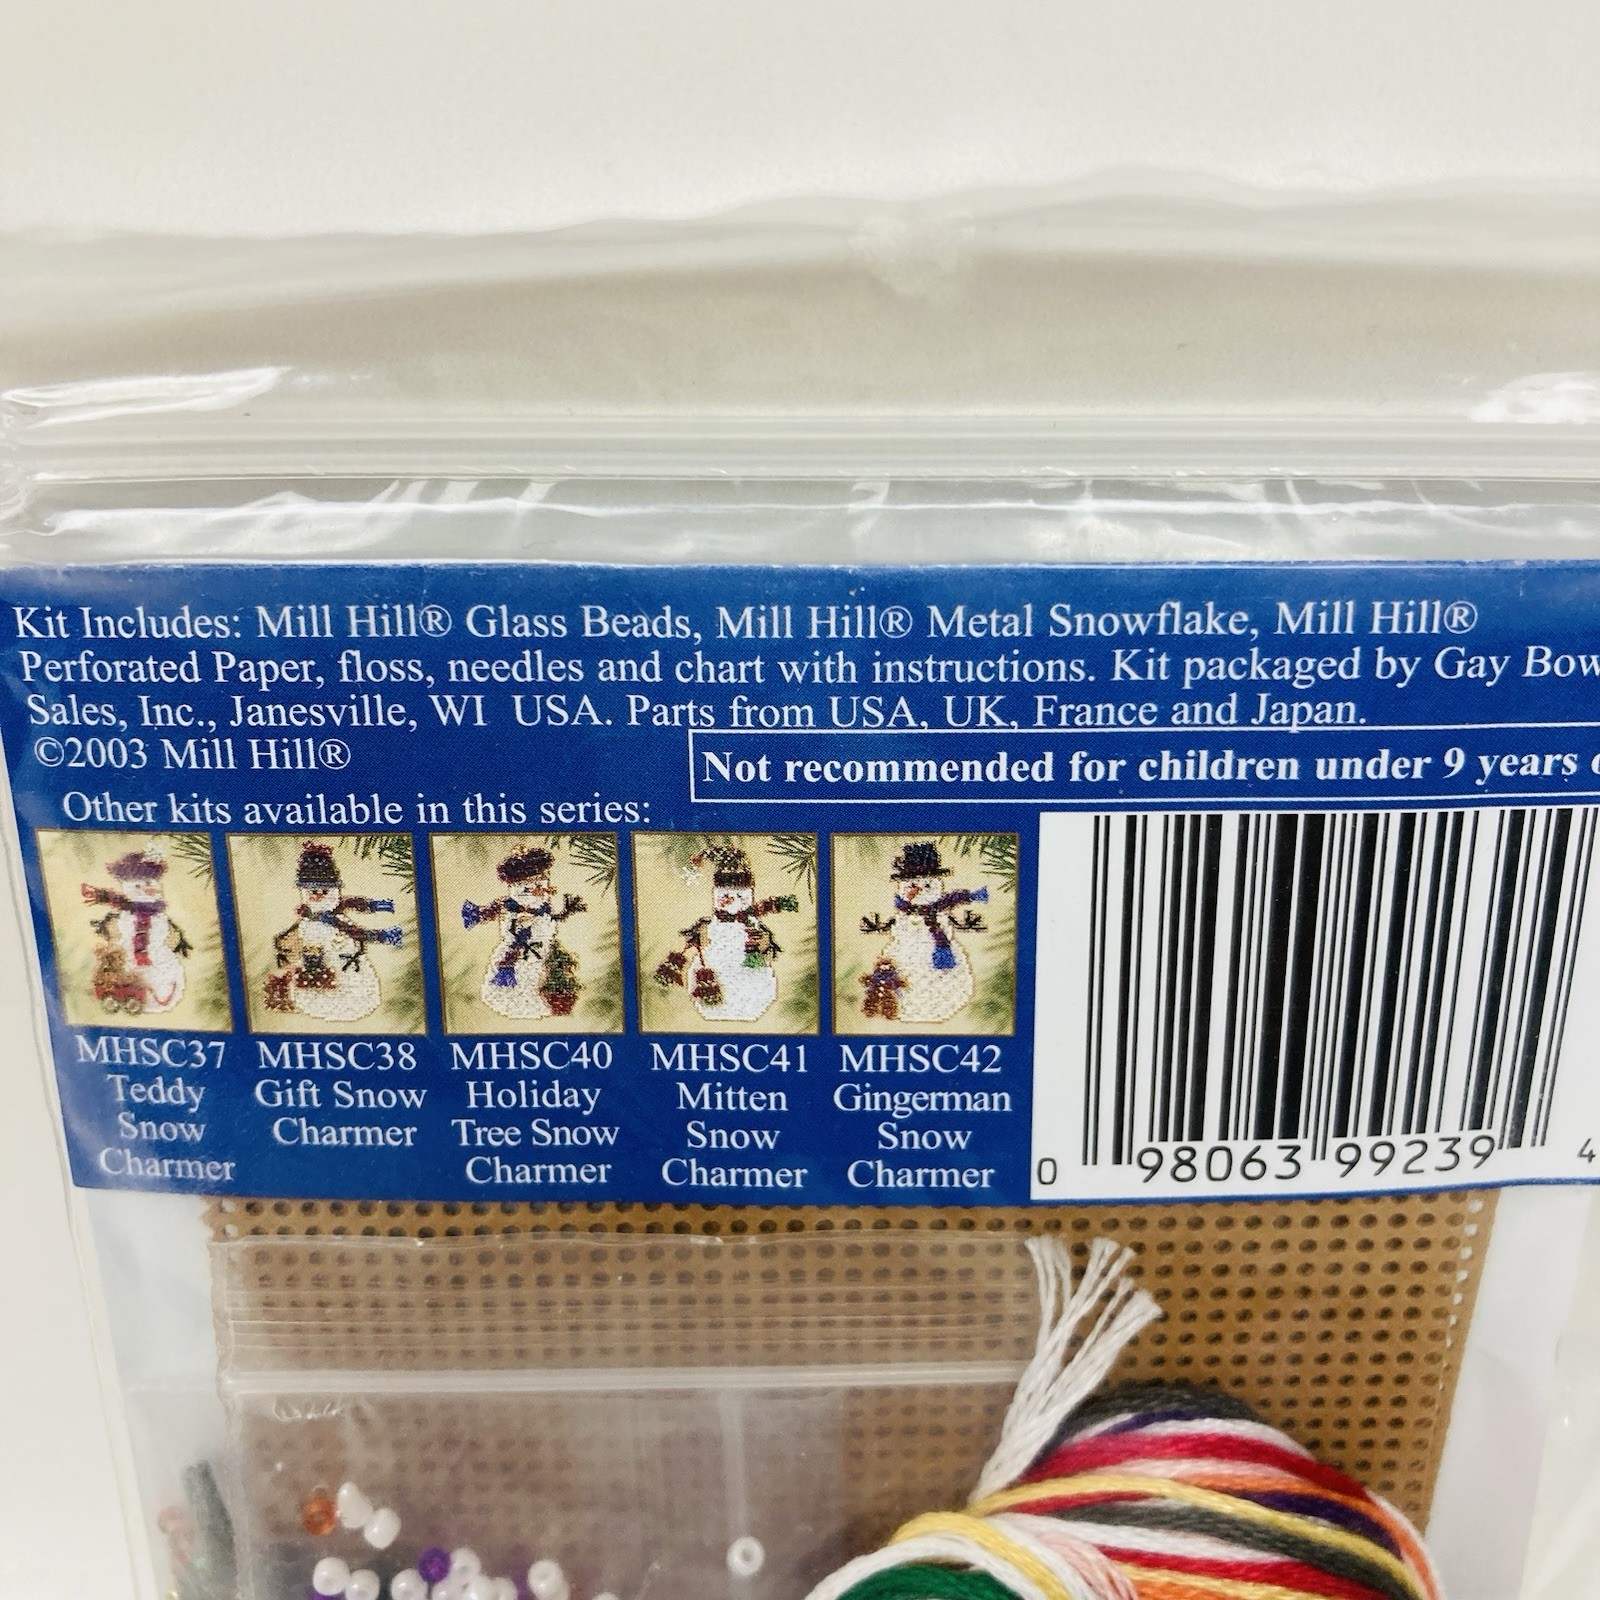 Kit Includes: Mill Hill® Glass Beads, Mill Hill® Metal Snowflake, Mill Hill®
Perforated Paper, floss, needles and chart with instructions. Kit packaged by Gay Bow
Sales, Inc., Janesville, WI USA. Parts from USA, UK, France and Japan.
©2003 Mill Hill®
Not recommended for children under 9 years
Other kits available in this series:
MHSC37
Teddy
Snow
Charmer
MHSC38
Gift Snow
Charmer
MHSC40
Holiday
Tree Snow
Charmer
MHSC41
Mitten
Snow
Charmer
MHSC42
Gingerman
Snow
Charmer
0 98063 99239 4